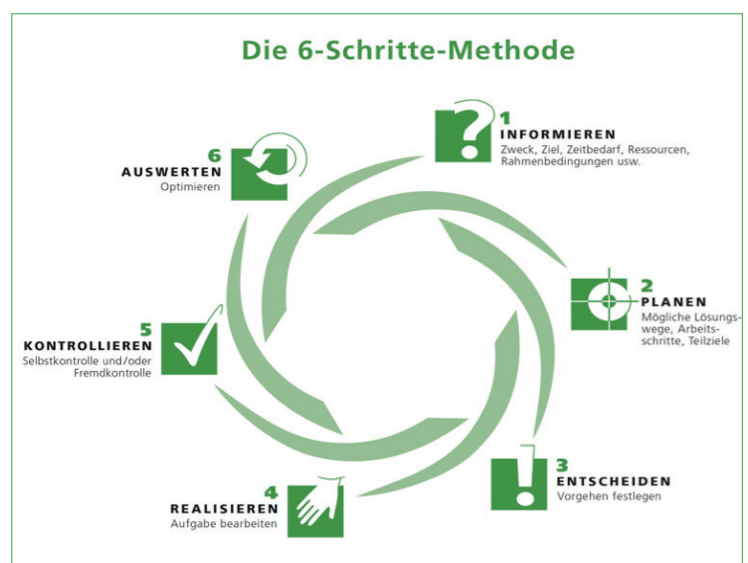 Die 6-Schritte-Methode
1
INFORMIEREN
Zweck, Ziel, Zeitbedarf, Ressourcen,
Rahmenbedingungen usw.
2
PLANEN
Mögliche Lösungs-
wege, Arbeits-
schritte, Teilziele
3
ENTSCHEIDEN
Vorgehen festlegen
4
REALISIEREN
Aufgabe bearbeiten
5
KONTROLLIEREN
Selbstkontrolle und/oder
Fremdkontrolle
6
AUSWERTEN
Optimieren